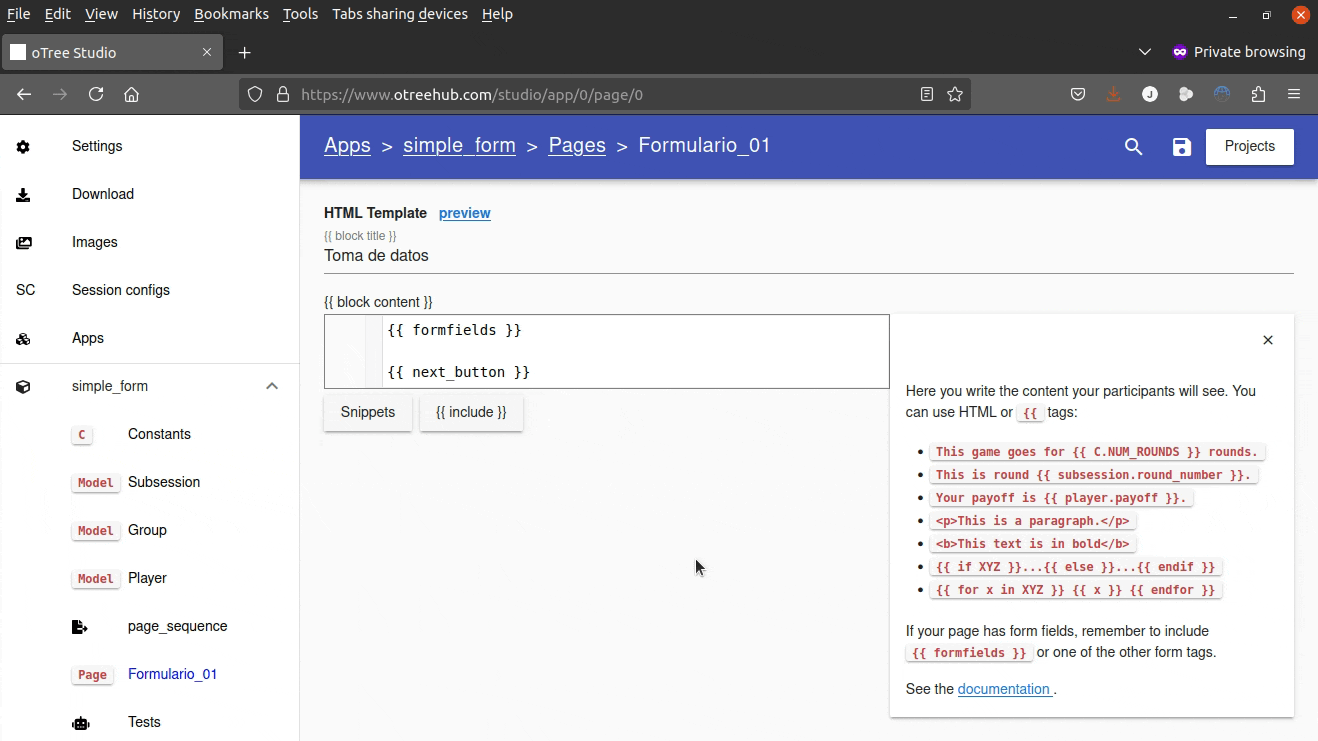 File Edit View History Bookmarks Tools Tabs sharing devices Help
oTree Studio
Private browsing
https://www.otreehub.com/studio/app/0/page/0
J
Settings
Download
Images
SC Session configs
Apps
simple_form
C Constants
Model Subsession
Model Group
Model Player
page_sequence
Page Formulario_01
Tests
Apps > simple_form > Pages > Formulario_01
Projects
HTML Template preview
{{ block title }}
Toma de datos
{{ block content }}
{{ formfields }}
{{ next_button }}
Snippets {{ include }}
Here you write the content your participants will see. You
can use HTML or {{ tags:
• This game goes for {{ C.NUM_ROUNDS }} rounds.
• This is round {{ subsession.round_number }}.
• Your payoff is {{ player.payoff }}.
• <p>This is a paragraph.</p>
• <b>This text is in bold</b>
• {{ if XYZ }}...{{ else }}...{{ endif }}
• {{ for x in XYZ }} {{ x }} {{ endfor }}
If your page has form fields, remember to include
{{ formfields }} or one of the other form tags.
See the documentation .